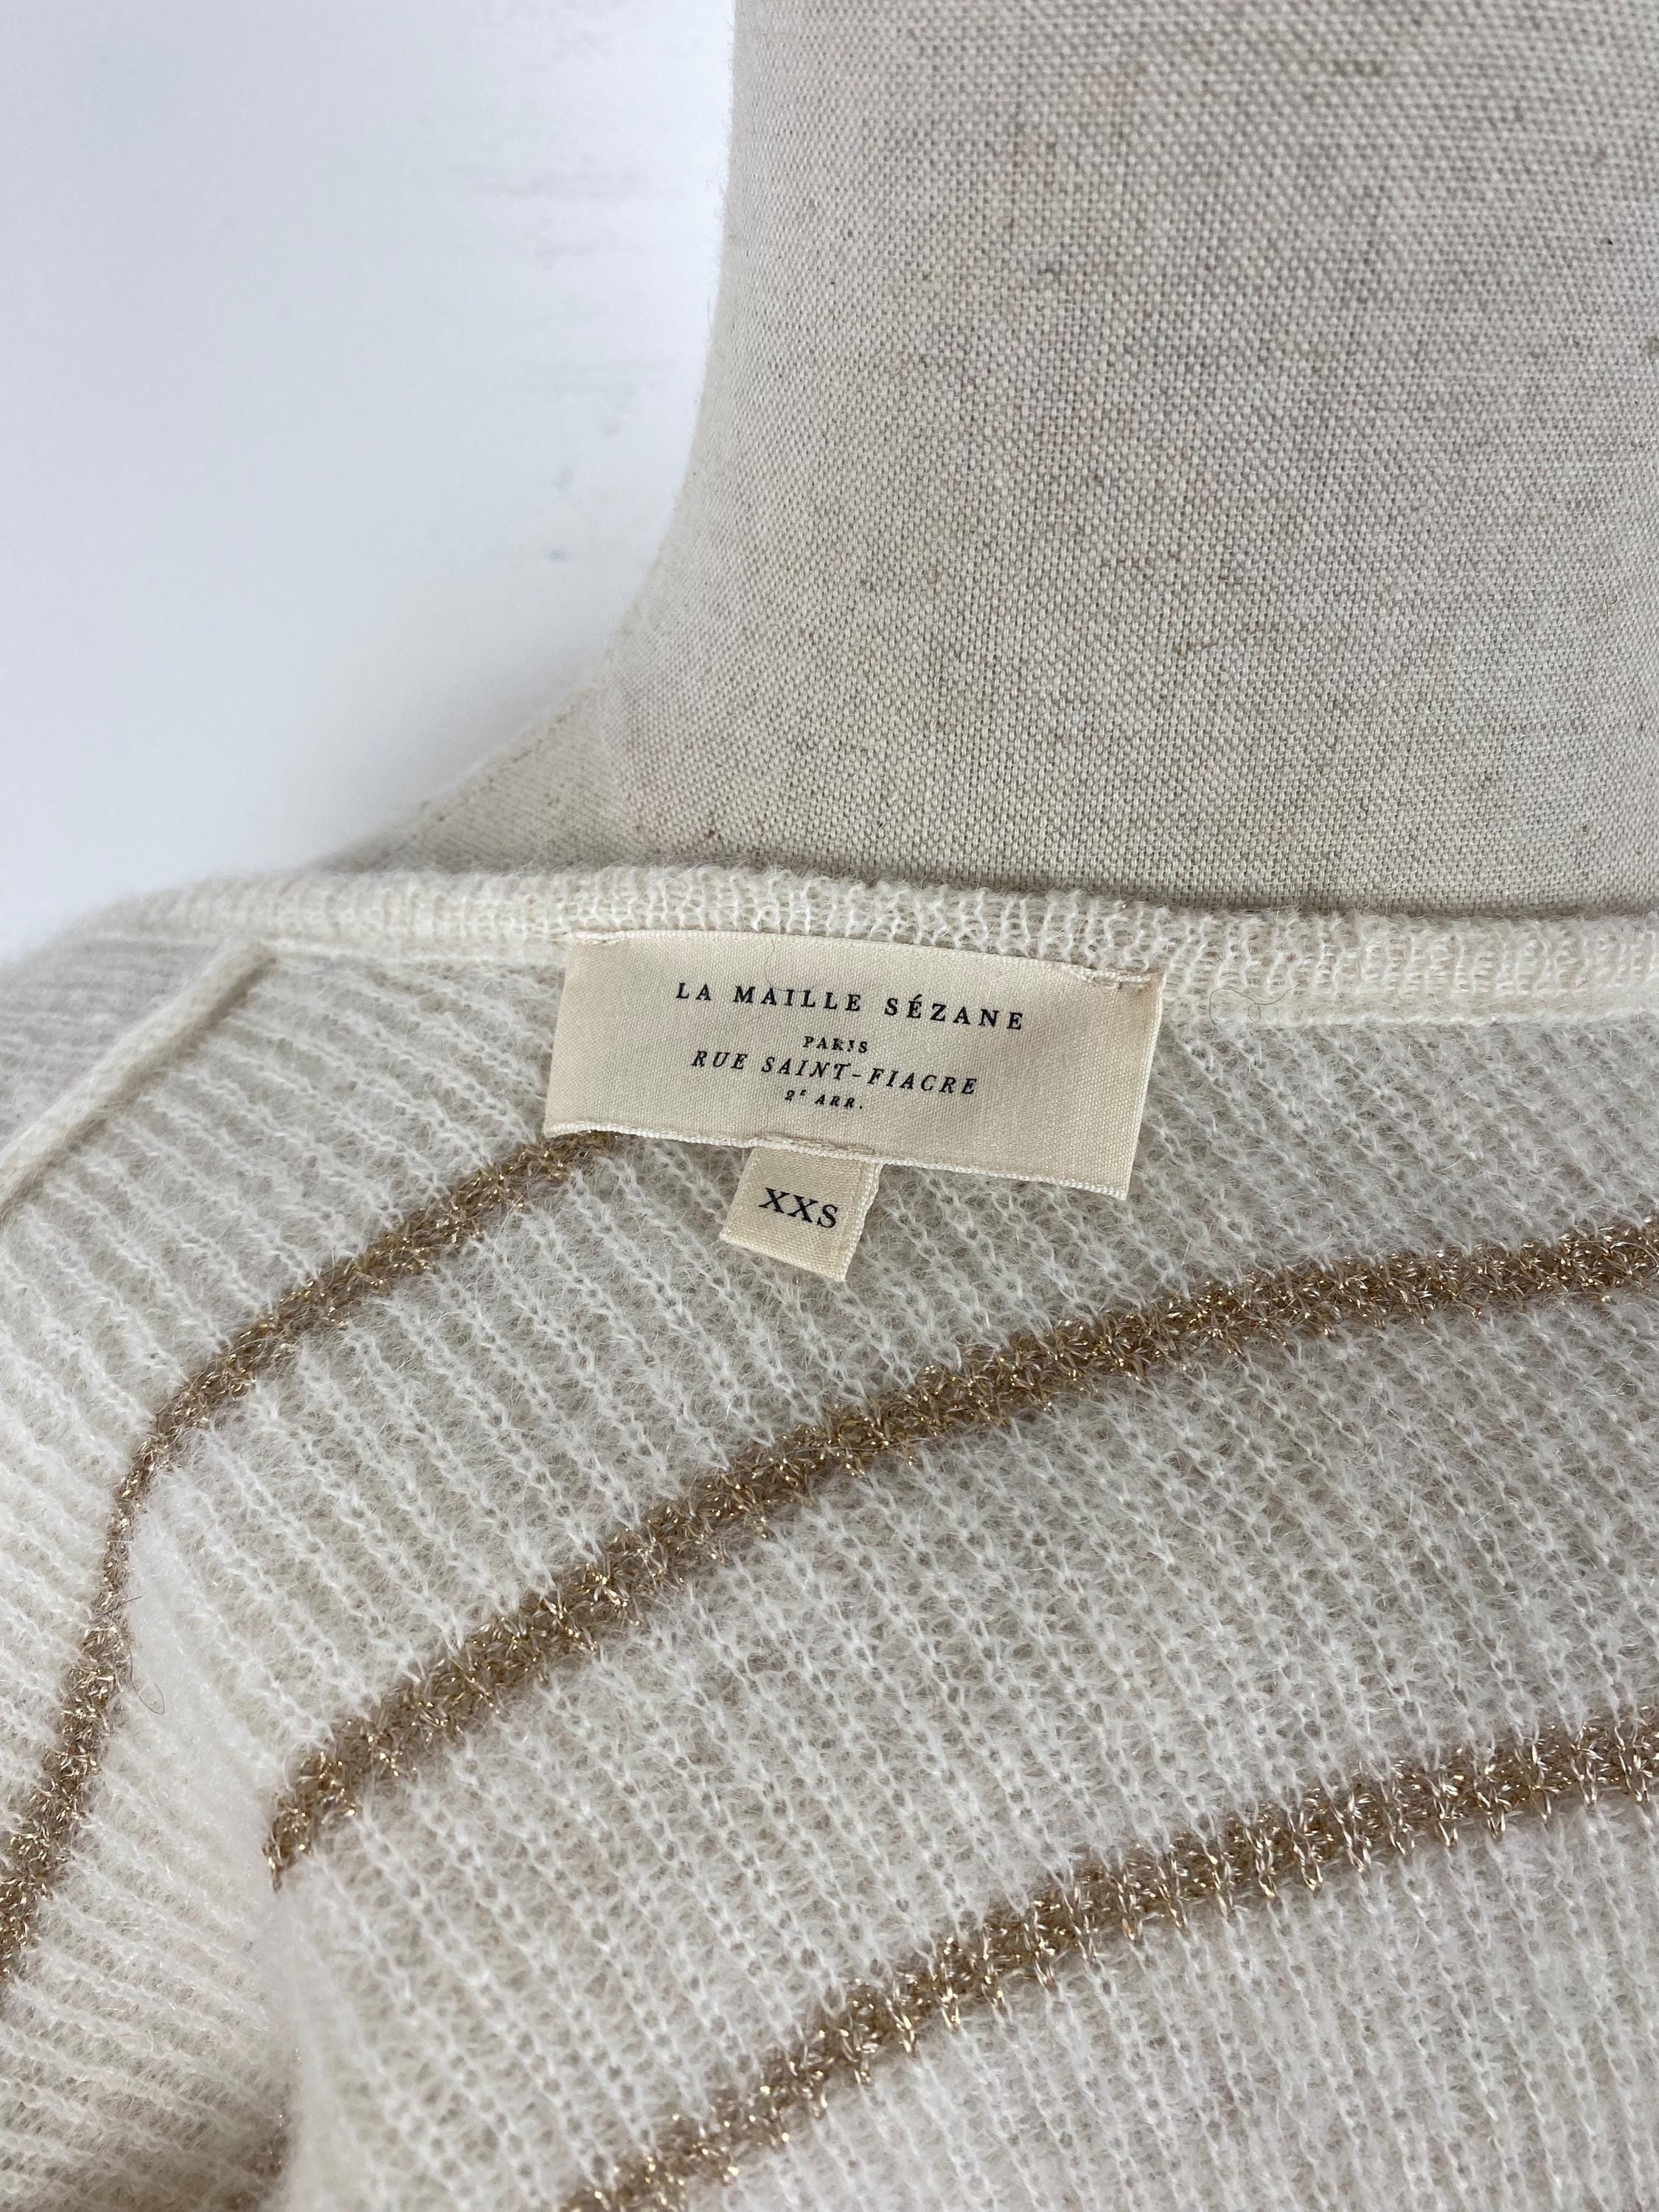 LA MAILLE SÉZANE
PARIS
RUE SAINT-FIACRE
2E ARR.
XXS